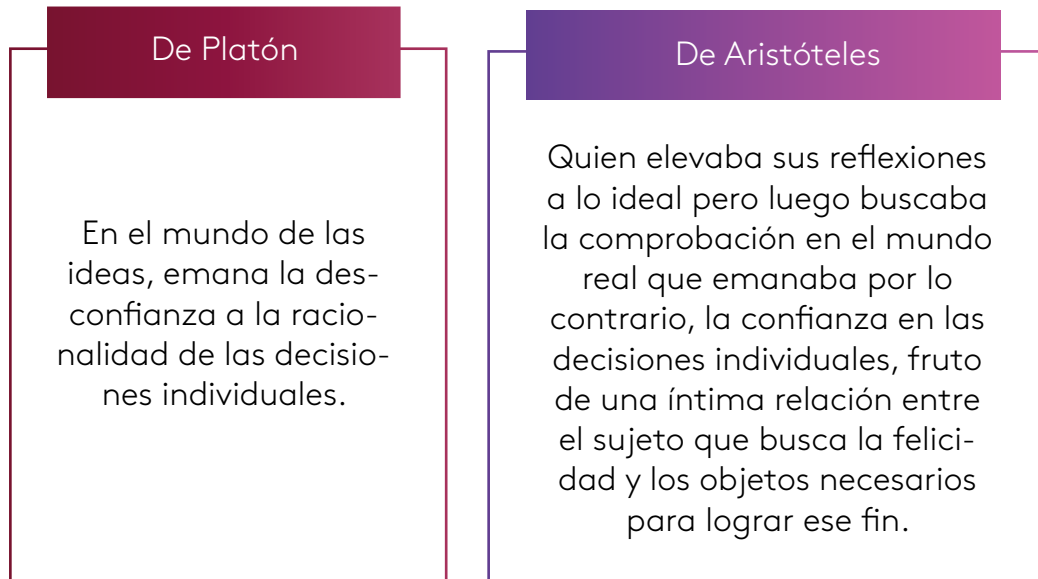 De Platón
En el mundo de las
ideas, emana la des-
confianza a la racio-
nalidad de las decisio-
nes individuales.
De Aristóteles
Quien elevaba sus reflexiones
a lo ideal pero luego buscaba
la comprobación en el mundo
real que emanaba por lo
contrario, la confianza en las
decisiones individuales, fruto
de una íntima relación entre
el sujeto que busca la felici-
dad y los objetos necesarios
para lograr ese fin.